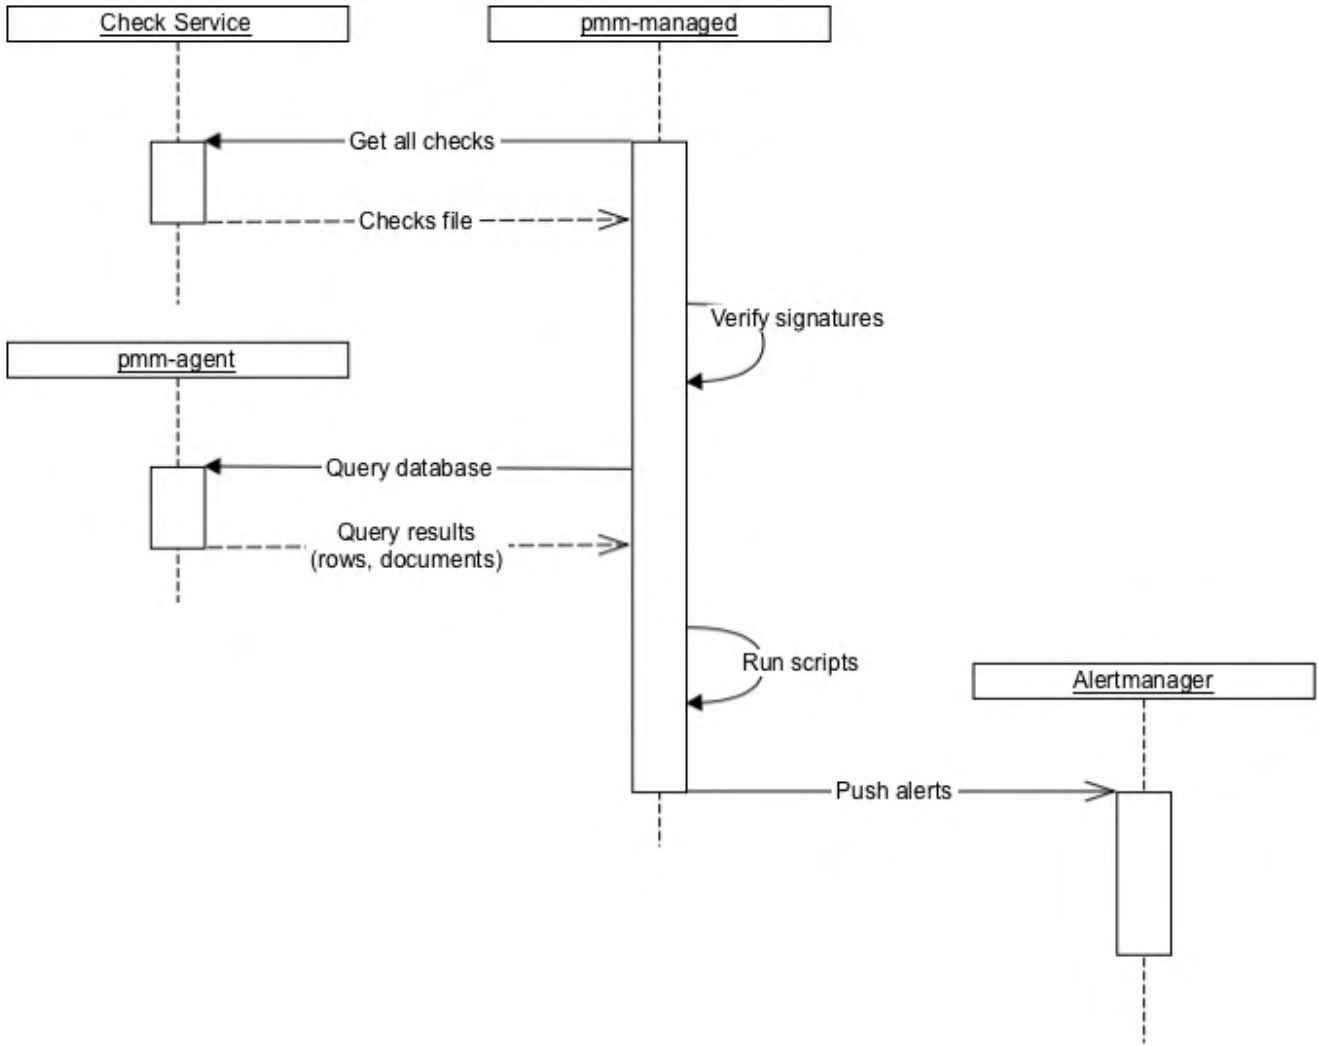 Check Service
pmm-managed
Get all checks
Checks file
Verify signatures
pmm-agent
Query database
Query results
(rows, documents)
Run scripts
Alertmanager
Push alerts